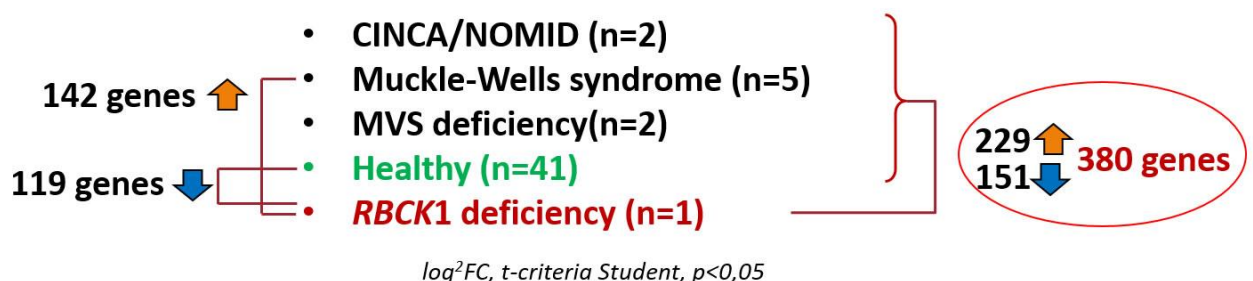 • CINCA/NOMID (n=2)
• Muckle-Wells syndrome (n=5)
142 genes
• MVS deficiency(n=2)
• Healthy (n=41)
119 genes
• RBCK1 deficiency (n=1)
229
151
380 genes
log²FC, t-criteria Student, p<0,05